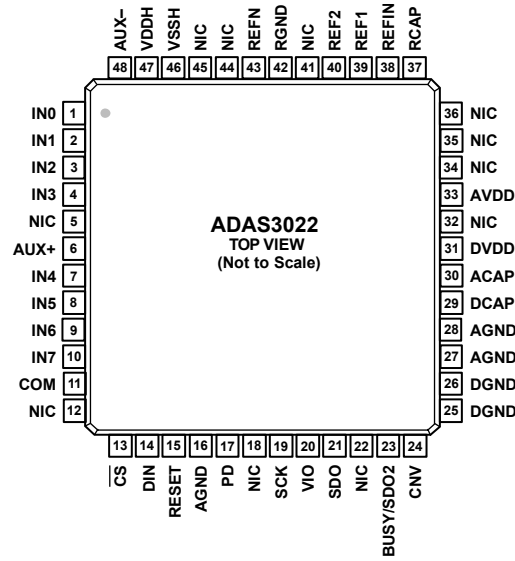 AUX–
VDDH
VSSH
NIC
NIC
REFN
RGND
NIC
REF2
REF1
REFIN
RCAP
48 47 46 45 44 43 42 41 40 39 38 37
IN0 1
IN1 2
IN2 3
IN3 4
NIC 5
AUX+ 6
IN4 7
IN5 8
IN6 9
IN7 10
COM 11
NIC 12
ADAS3022
TOP VIEW
(Not to Scale)
36 NIC
35 NIC
34 NIC
33 AVDD
32 NIC
31 DVDD
30 ACAP
29 DCAP
28 AGND
27 AGND
26 DGND
25 DGND
13 14 15 16 17 18 19 20 21 22 23 24
CS
DIN
RESET
AGND
PD
NIC
SCK
VIO
SDO
NIC
BUSY/SDO2
CNV